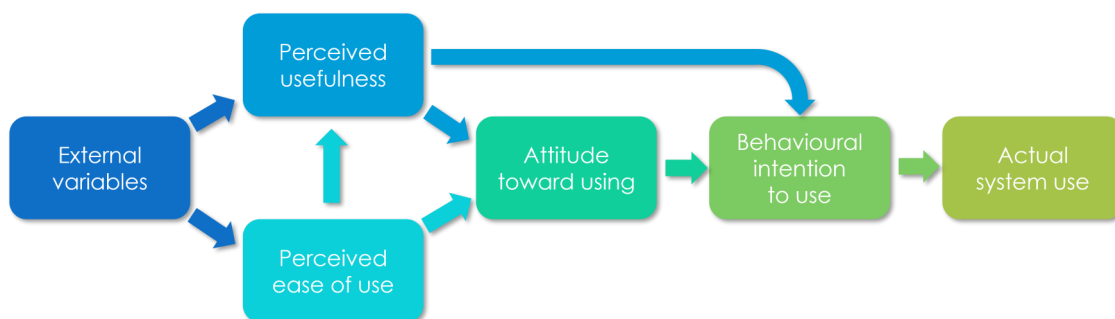 Perceived
usefulness
External
variables
Perceived
ease of use
Attitude
toward using
Behavioural
intention
to use
Actual
system use